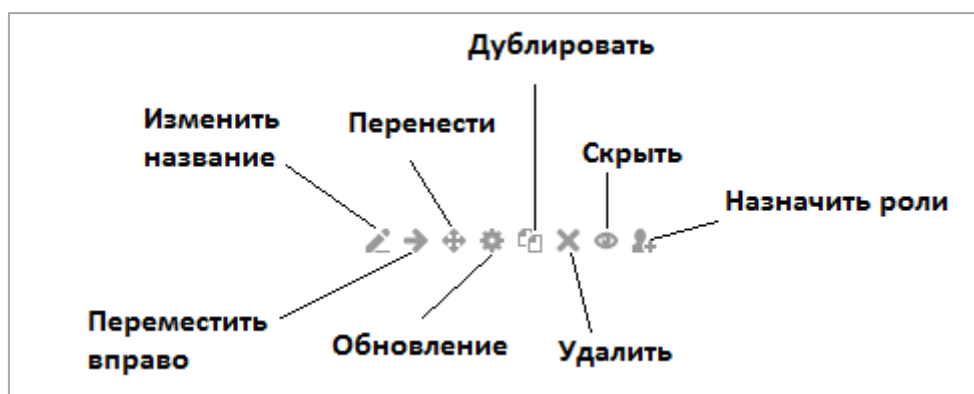 Дублировать
Изменить
название
Перенести
Скрыть
Назначить роли
Переместить
вправо
Обновление
Удалить